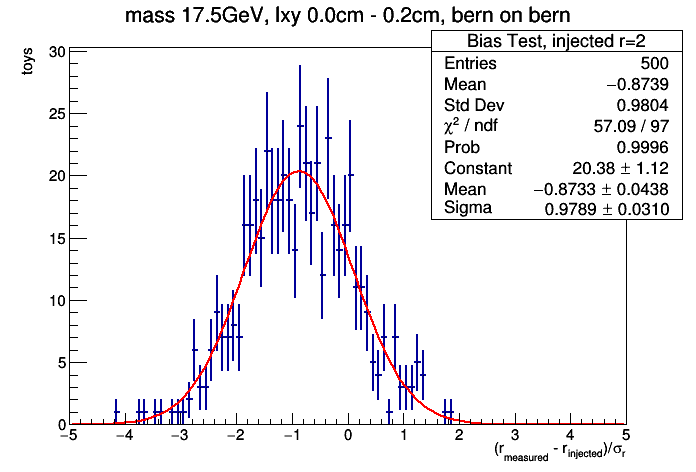 mass 17.5GeV, lxy 0.0cm - 0.2cm, bern on bern
Bias Test, injected r=2
Entries 500
Mean −0.8739
Std Dev 0.9804
χ² / ndf 57.09 / 97
Prob 0.9996
Constant 20.38 ± 1.12
Mean −0.8733 ± 0.0438
Sigma 0.9789 ± 0.0310
toys
30
25
20
15
10
5
0
−5 −4 −3 −2 −1 0 1 2 3 4 5
(r_measured - r_injected)/σ_r